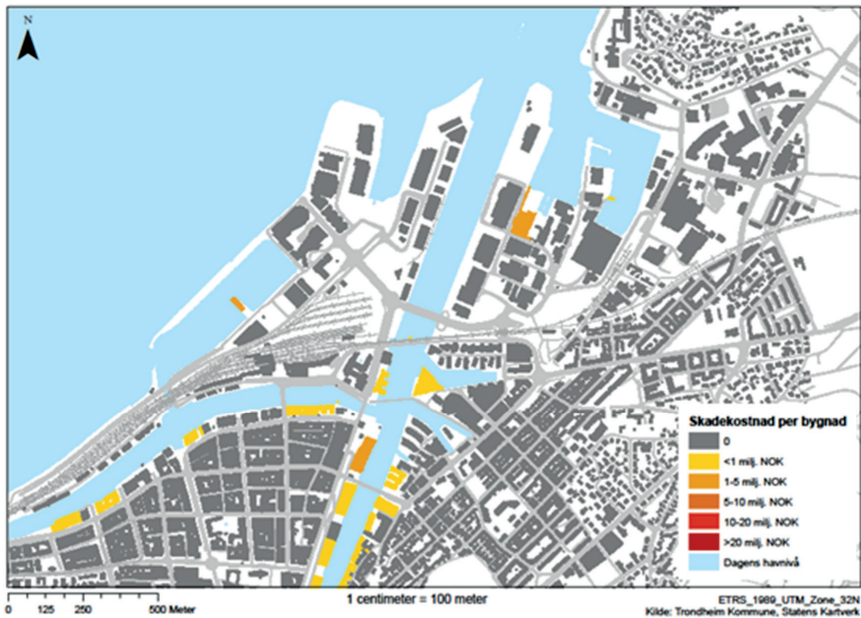 N
Skadekostnad per bygnad
0
<1 milj. NOK
1-5 milj. NOK
5-10 milj. NOK
10-20 milj. NOK
>20 milj. NOK
Dagens havnivå
0 125 250 500 Meter
1 centimeter = 100 meter
ETRS_1989_UTM_Zone_32N
Kilde: Trondheim Kommune, Statens Kartverk